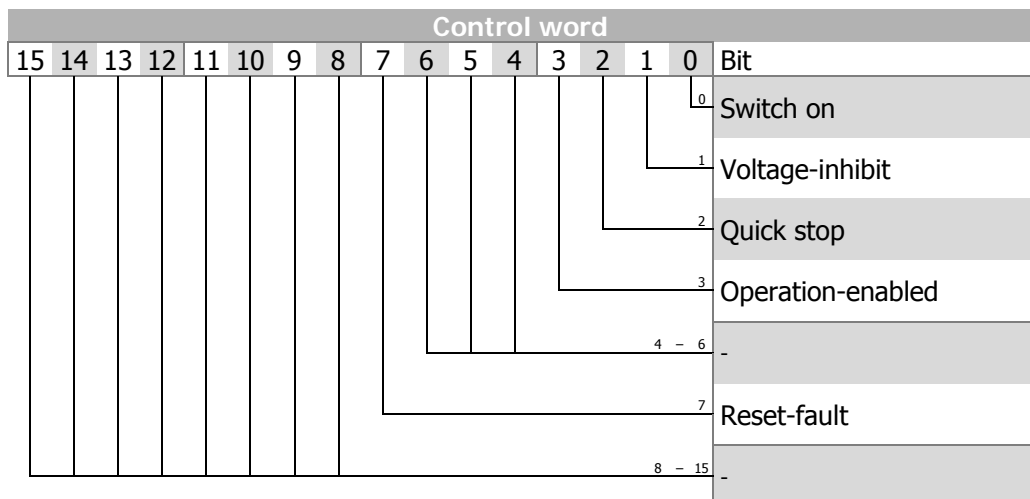 Control word
15 14 13 12 11 10 9 8 7 6 5 4 3 2 1 0 Bit
0 Switch on
1 Voltage-inhibit
2 Quick stop
3 Operation-enabled
4 – 6 -
7 Reset-fault
8 – 15 -